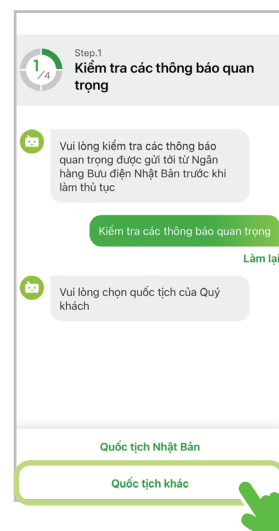 1/4
Step.1
Kiểm tra các thông báo quan
trọng
Vui lòng kiểm tra các thông báo
quan trọng được gửi tới từ Ngân
hàng Bưu điện Nhật Bản trước khi
làm thủ tục
Kiểm tra các thông báo quan trọng
Làm lại
Vui lòng chọn quốc tịch của Quý
khách
Quốc tịch Nhật Bản
Quốc tịch khác